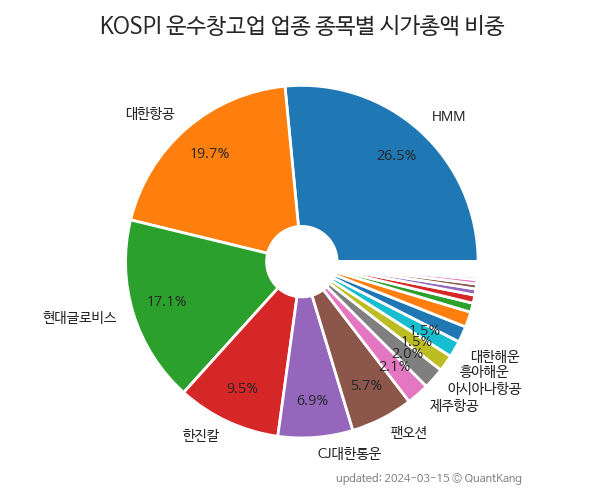 KOSPI 운수창고업 업종 종목별 시가총액 비중
HMM
대한항공
19.7%
26.5%
17.1%
현대글로비스
1.5%
1.5%
2.0%
대한해운
2.1%
흥아해운
5.7%
아시아나항공
9.5%
6.9%
제주항공
한진칼
팬오션
CJ대한통운
updated: 2024-03-15 ⓒ QuantKang